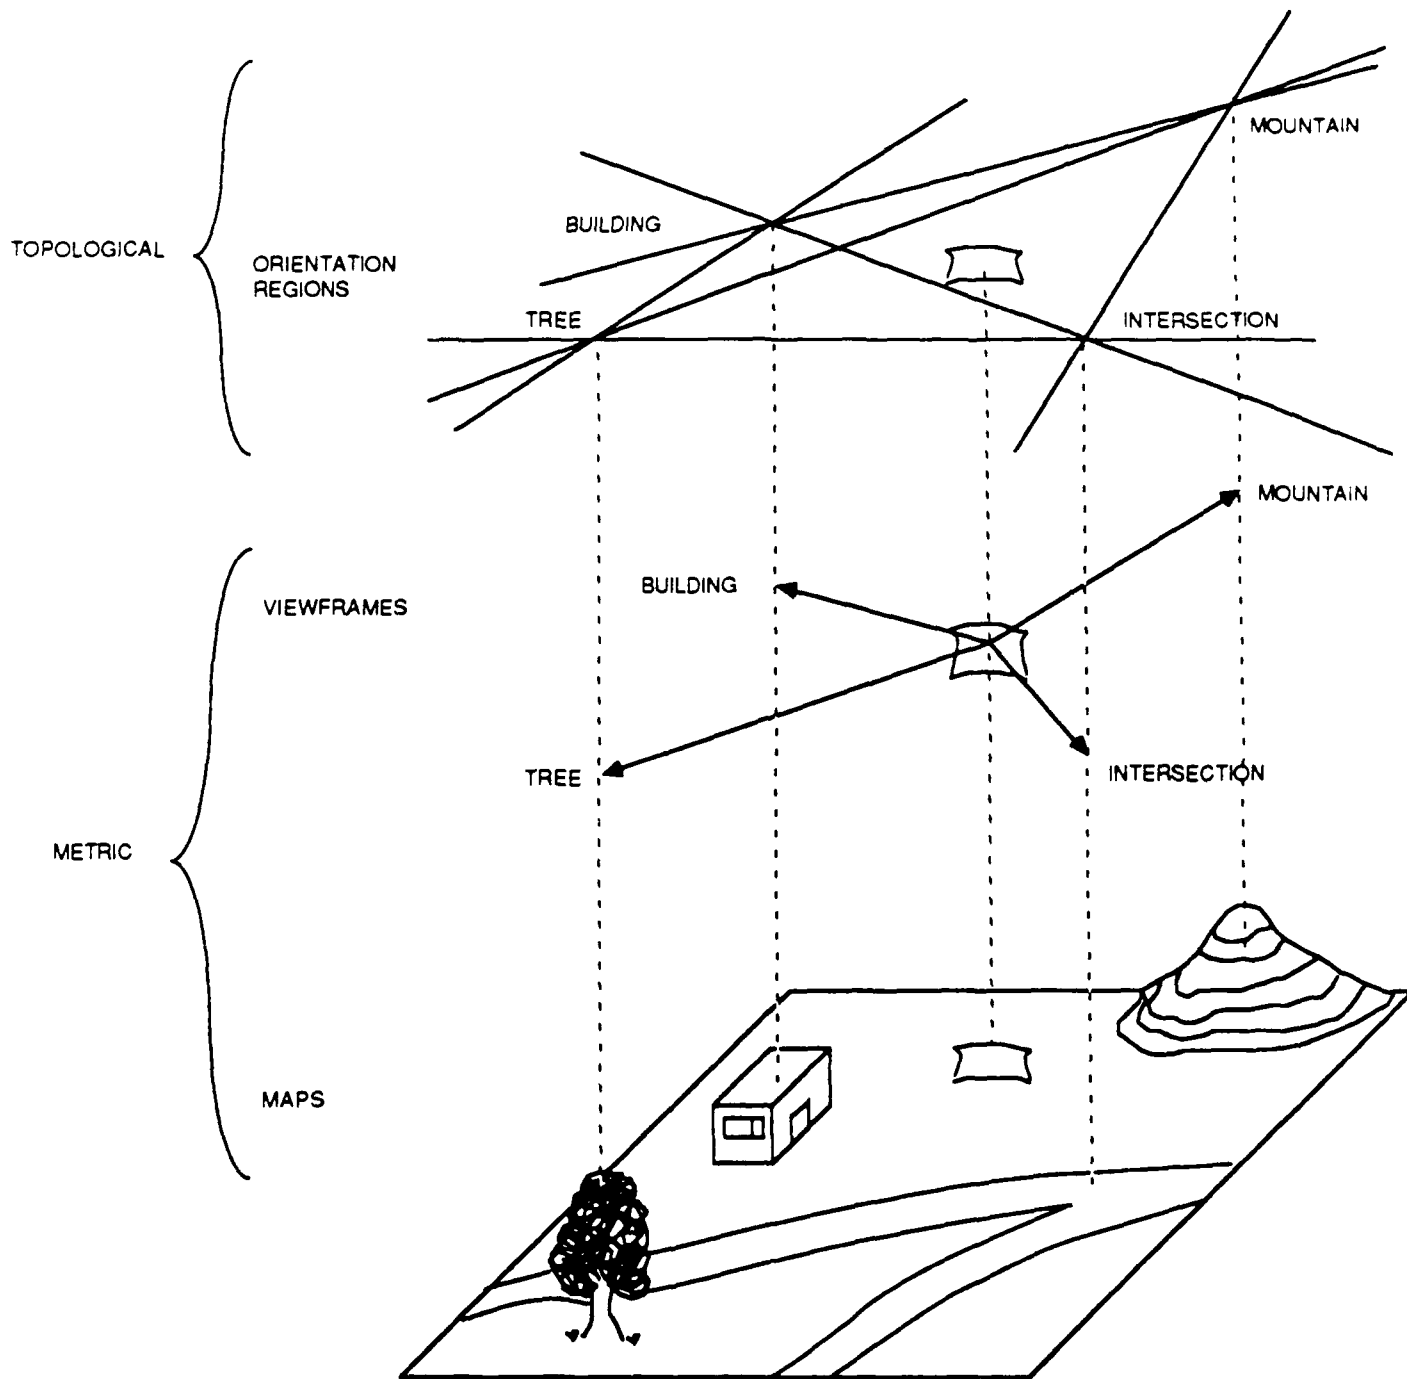 MOUNTAIN
BUILDING
TOPOLOGICAL
ORIENTATION
REGIONS
TREE
INTERSECTION
MOUNTAIN
BUILDING
VIEWFRAMES
TREE
INTERSECTION
METRIC
MAPS